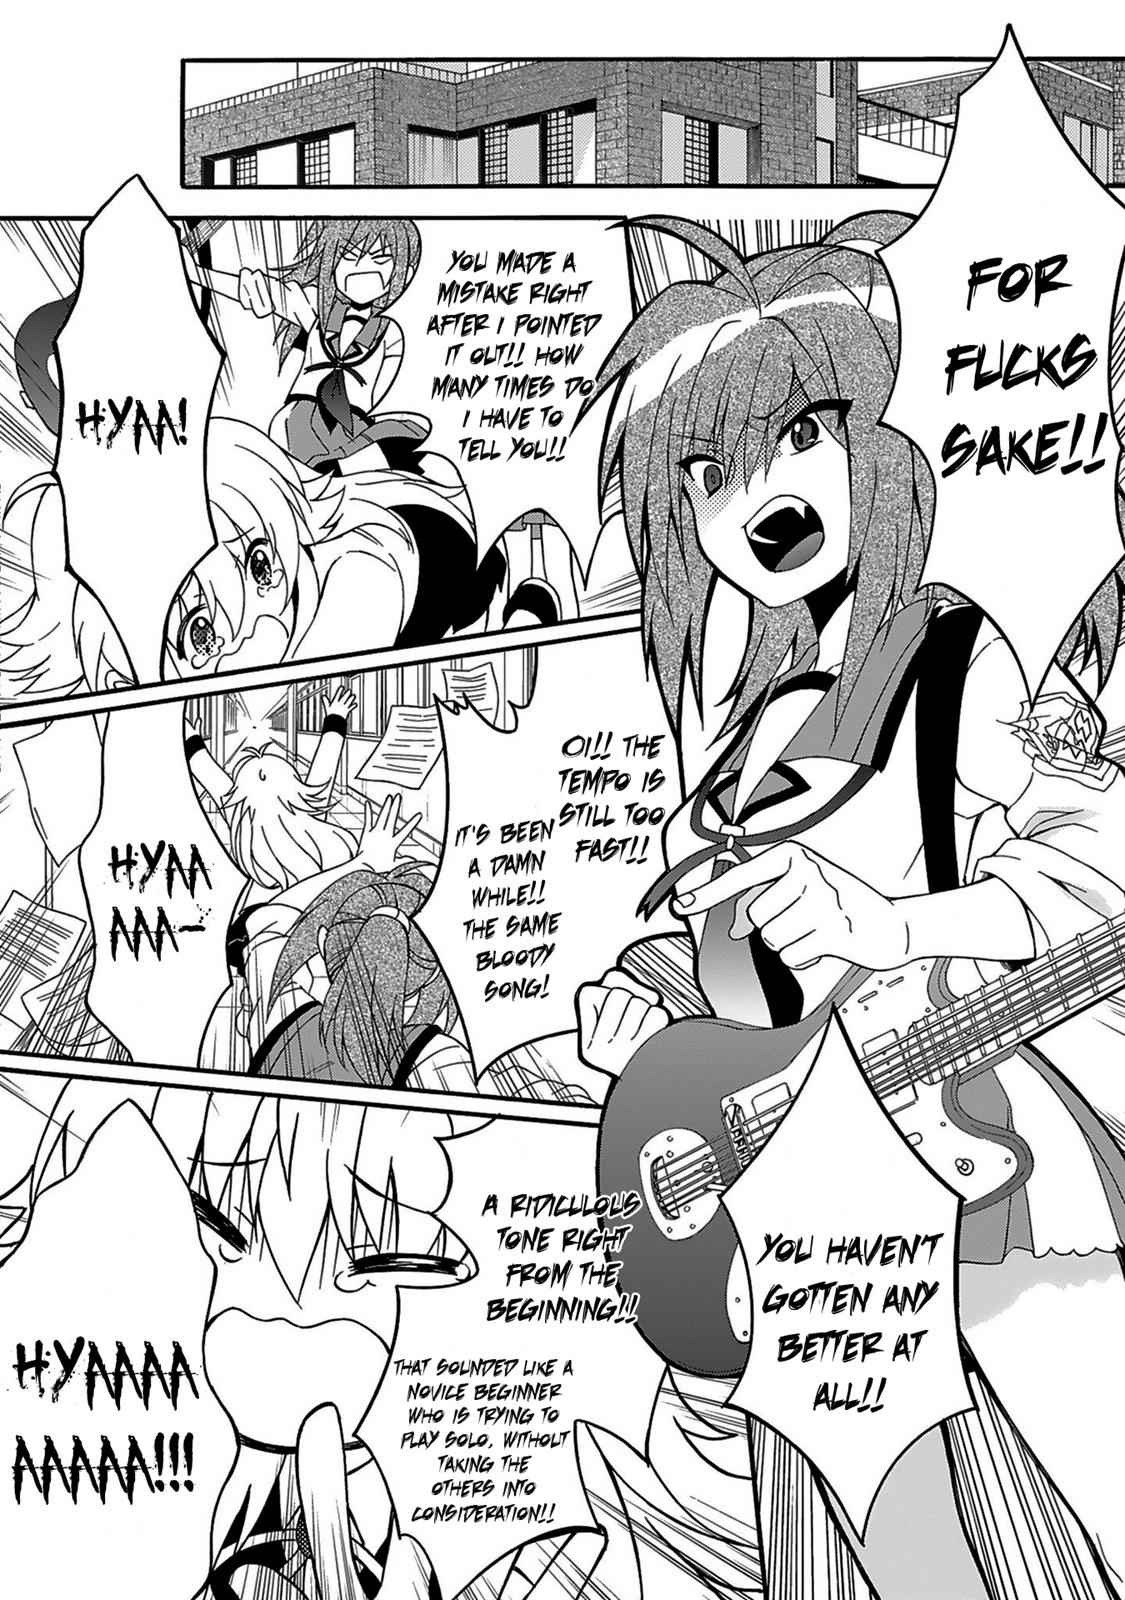 FOR
FUCKS
SAKE!!
YOU HAVEN'T
GOTTEN ANY
BETTER AT
ALL!!
YOU MADE A
MISTAKE RIGHT
AFTER I POINTED
IT OUT!! HOW
MANY TIMES DO
I HAVE TO
TELL YOU!!
HYAA!
OI!! THE
TEMPO IS
STILL TOO
FAST!!
IT'S BEEN
A DAMN
WHILE!!
THE SAME
BLOODY
SONG!
HYAA
AAA-
A RIDICULOUS
TONE RIGHT
FROM THE
BEGINNING!!
THAT SOUNDED LIKE A
NOVICE BEGINNER
WHO IS TRYING TO
PLAY SOLO, WITHOUT
TAKING THE
OTHERS INTO
CONSIDERATION!!
HYAAAA
AAAAA!!!